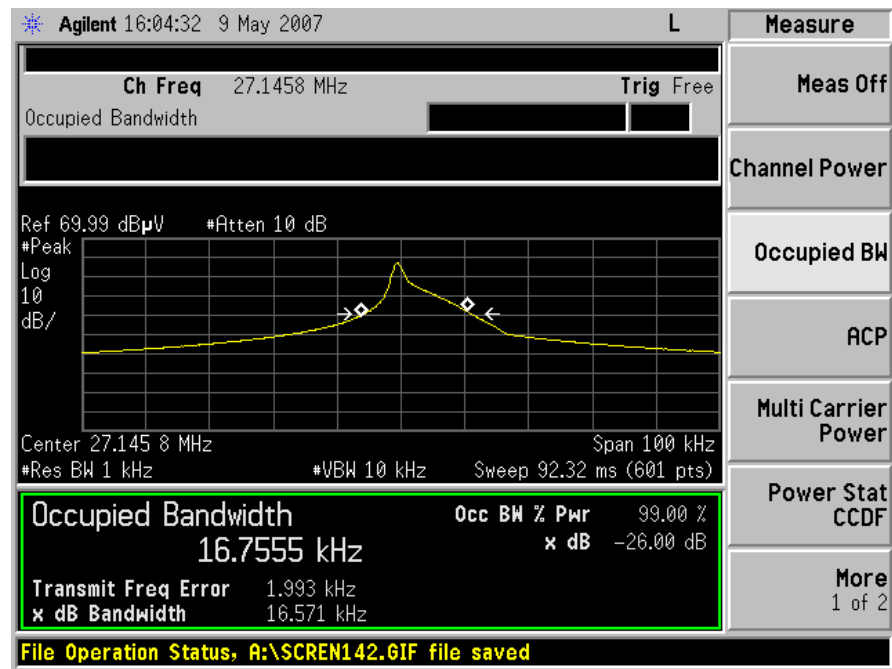 Agilent 16:04:32 9 May 2007 L Measure
Ch Freq 27.1458 MHz Trig Free
Occupied Bandwidth
Meas Off
Channel Power
Occupied BW
ACP
Multi Carrier
Power
Power Stat
CCDF
More
1 of 2
Ref 69.99 dBµV #Atten 10 dB
#Peak
Log
10
dB/
Center 27.145 8 MHz Span 100 kHz
#Res BW 1 kHz #VBW 10 kHz Sweep 92.32 ms (601 pts)
Occupied Bandwidth Occ BW % Pwr 99.00 %
16.7555 kHz x dB -26.00 dB
Transmit Freq Error 1.993 kHz
x dB Bandwidth 16.571 kHz
File Operation Status, A:\SCREN142.GIF file saved